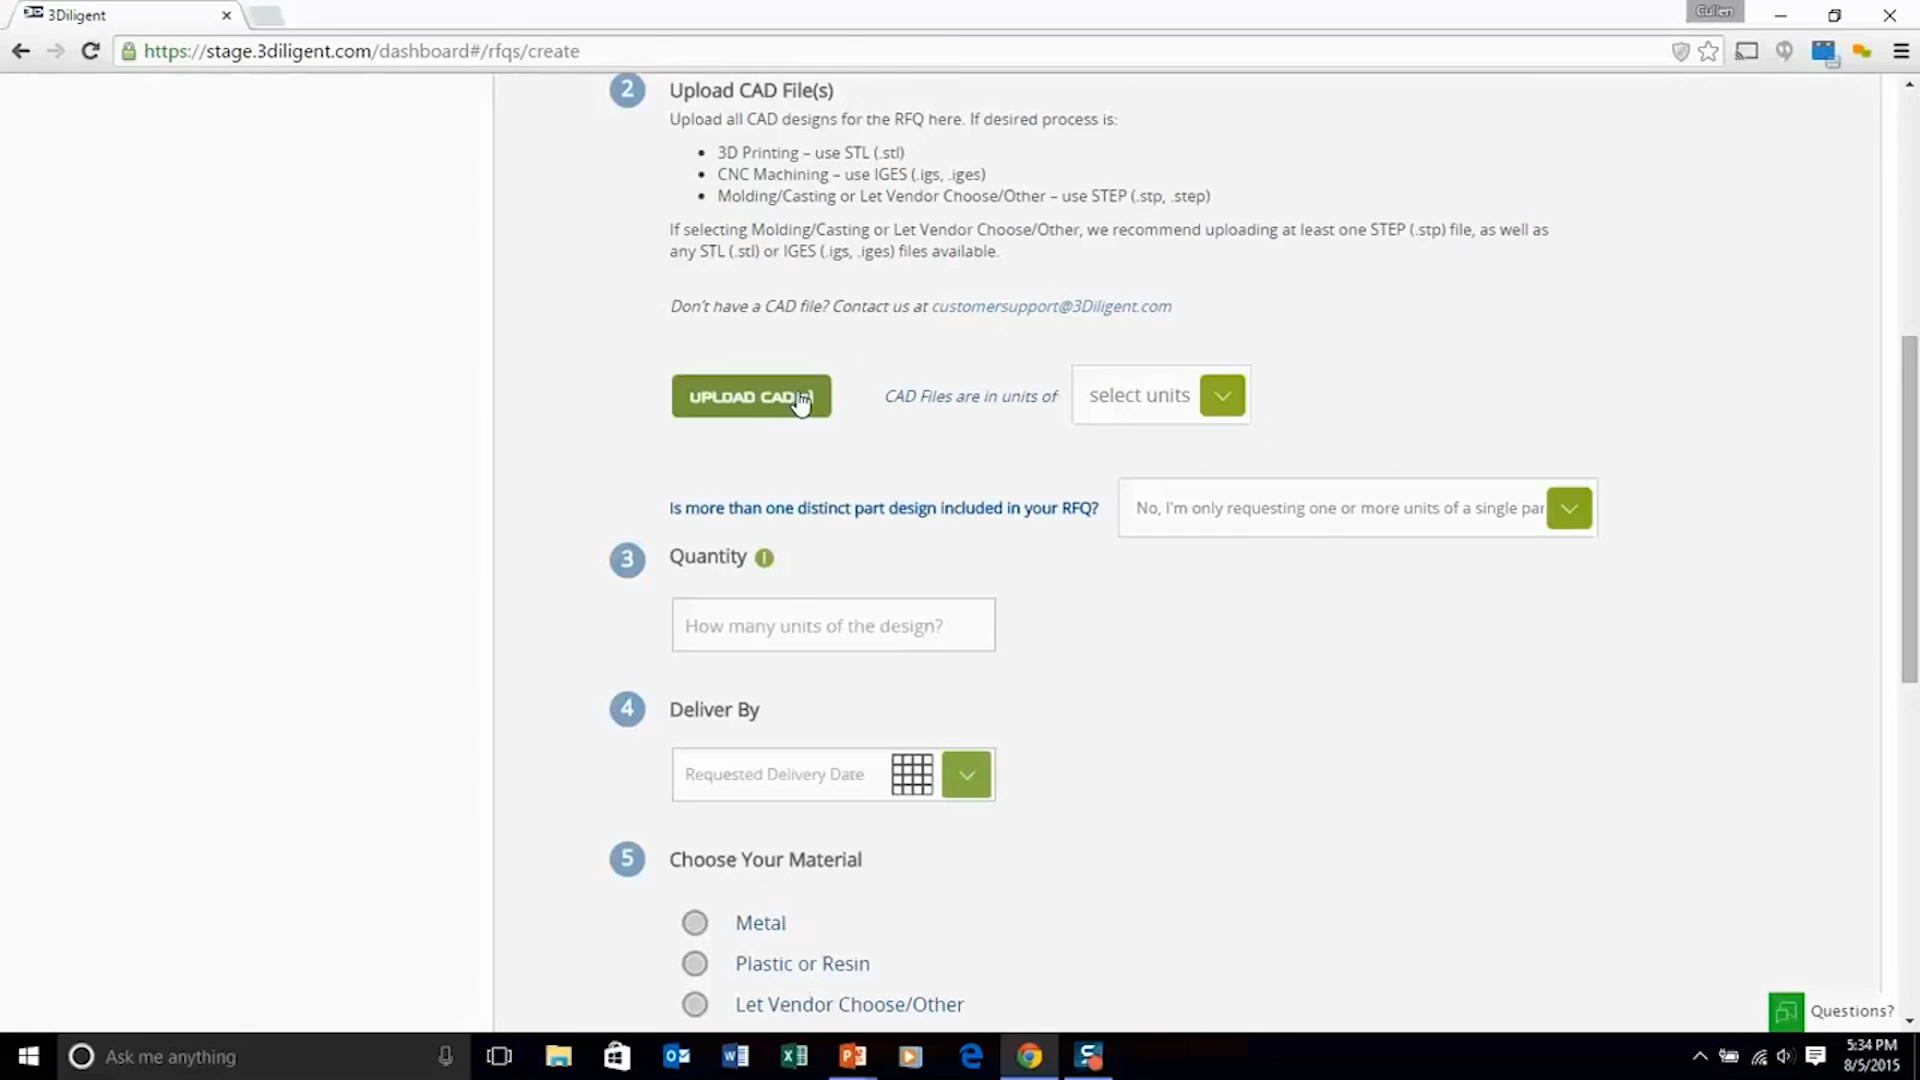 3Diligent
Cullen
https://stage.3diligent.com/dashboard#/rfqs/create
2 Upload CAD File(s)
Upload all CAD designs for the RFQ here. If desired process is:
• 3D Printing – use STL (.stl)
• CNC Machining – use IGES (.igs, .iges)
• Molding/Casting or Let Vendor Choose/Other – use STEP (.stp, .step)
If selecting Molding/Casting or Let Vendor Choose/Other, we recommend uploading at least one STEP (.stp) file, as well as
any STL (.stl) or IGES (.igs, .iges) files available.
Don't have a CAD file? Contact us at customersupport@3Diligent.com
UPLOAD CAD
CAD Files are in units of
select units
Is more than one distinct part design included in your RFQ?
No, I'm only requesting one or more units of a single par
3 Quantity
How many units of the design?
4 Deliver By
Requested Delivery Date
5 Choose Your Material
Metal
Plastic or Resin
Let Vendor Choose/Other
Questions?
Ask me anything
5:34 PM
8/5/2015